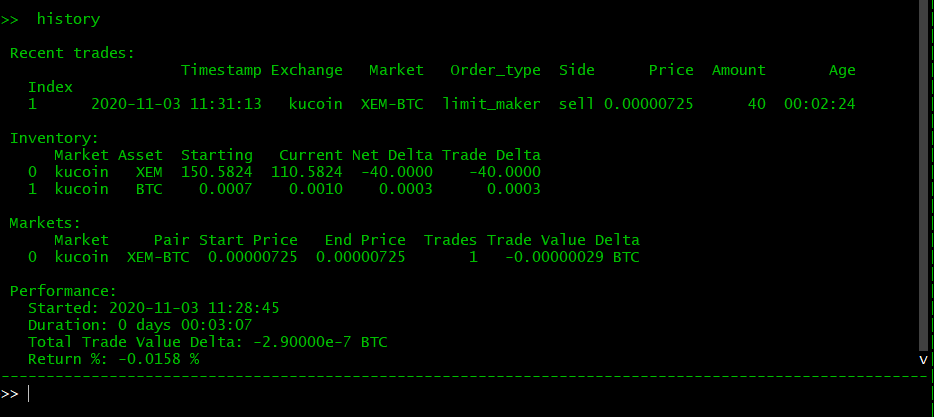 >> history
Recent trades:
Timestamp Exchange Market Order_type Side Price Amount Age
Index
1 2020-11-03 11:31:13 kucoin XEM-BTC limit_maker sell 0.00000725 40 00:02:24
Inventory:
Market Asset Starting Current Net Delta Trade Delta
0 kucoin XEM 150.5824 110.5824 -40.0000 -40.0000
1 kucoin BTC 0.0007 0.0010 0.0003 0.0003
Markets:
Market Pair Start Price End Price Trades Trade Value Delta
0 kucoin XEM-BTC 0.00000725 0.00000725 1 -0.00000029 BTC
Performance:
Started: 2020-11-03 11:28:45
Duration: 0 days 00:03:07
Total Trade Value Delta: -2.90000e-7 BTC
Return %: -0.0158 %
v
>>